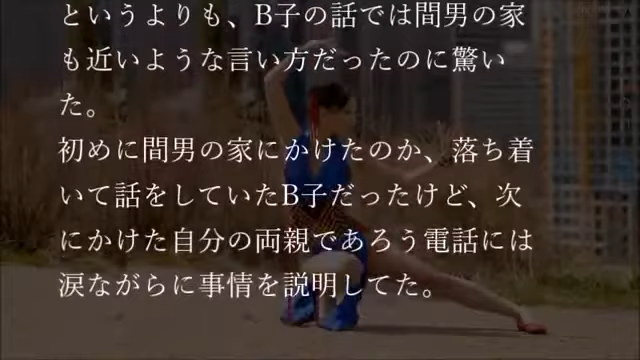 というよりも、B子の話では間男の家
も近いような言い方だったのに驚い
た。
初めに間男の家にかけたのか、落ち着
いて話をしていたB子だったけど、次
にかけた自分の両親であろう電話には
涙ながらに事情を説明してた。